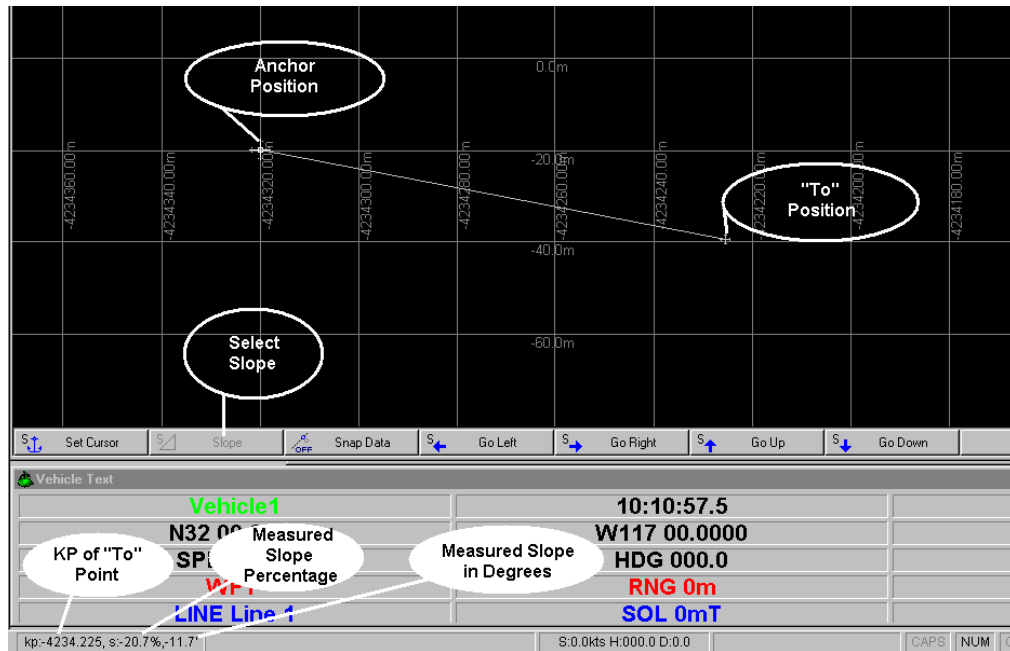 Anchor
Position
0.0m
-4234360.00m
-4234340.00m
-4234320.00m
-4234300.00m
-4234280.00m
-4234260.00m
-4234240.00m
-4234220.00m
-4234200.00m
-4234180.00m
-20.0m
"To"
Position
-40.0m
Select
Slope
-60.0m
S Set Cursor S Slope OFF Snap Data S Go Left S Go Right S Go Up S Go Down
Vehicle Text
Vehicle1 10:10:57.5
N32 W117 00.0000
HDG 000.0
RNG 0m
LINE Line 1 SOL 0mT
KP of "To"
Point
Measured
Slope
Percentage
Measured Slope
in Degrees
kp:-4234.225, s:-20.7%,-11.7' S:0.0kts H:000.0 D:0.0 CAPS NUM